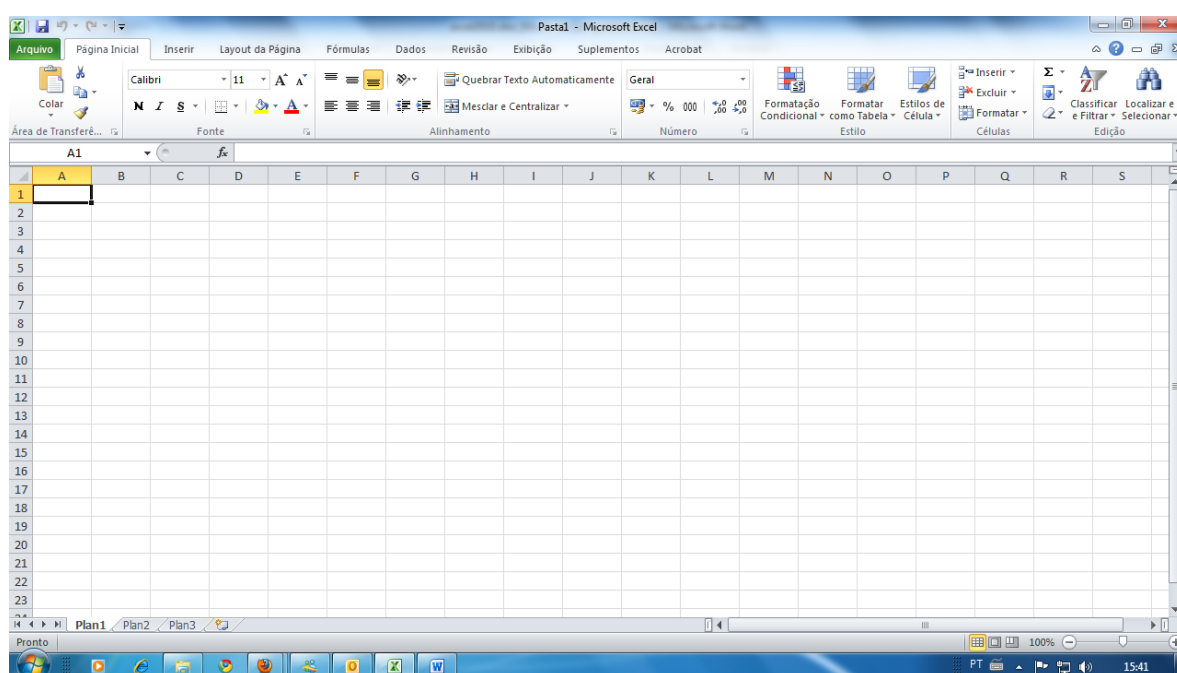 Pasta1 - Microsoft Excel
Arquivo Página Inicial Inserir Layout da Página Fórmulas Dados Revisão Exibição Suplementos Acrobat
Colar
Calibri 11 A A
Quebrar Texto Automaticamente
Geral
Inserir
Σ
N I S A
Mesclar e Centralizar
% 000 ,00 ,00 ,0
Formatação Condicional
Formatar como Tabela
Estilos de Célula
Excluir
Formatar
Classificar e Filtrar
Localizar e Selecionar
Área de Transferê... Fonte Alinhamento Número Estilo Células Edição
A1 fx
A B C D E F G H I J K L M N O P Q R S
1
2
3
4
5
6
7
8
9
10
11
12
13
14
15
16
17
18
19
20
21
22
23
Plan1 Plan2 Plan3
Pronto 100%
PT 15:41